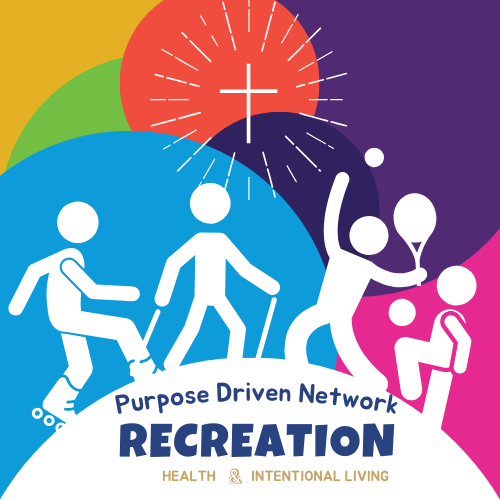 Purpose Driven Network
RECREATION
HEALTH & INTENTIONAL LIVING